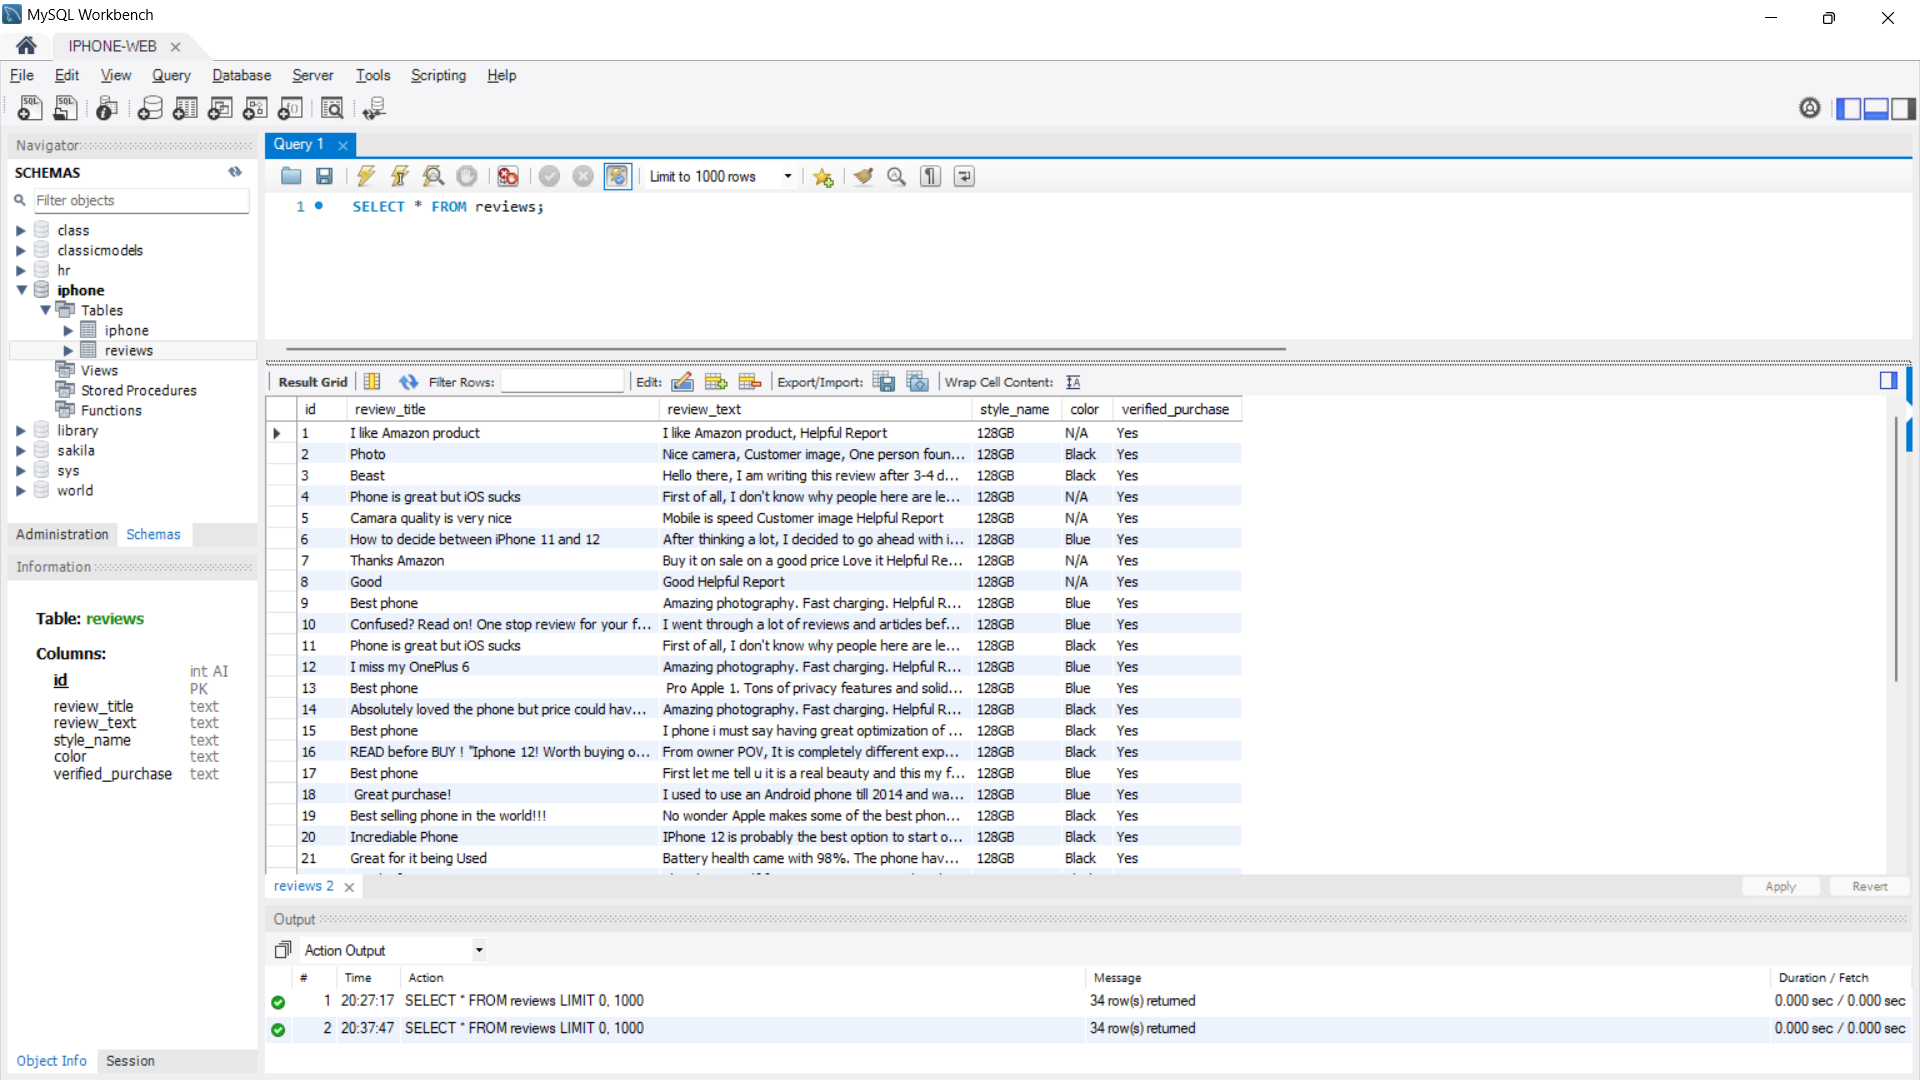 MySQL Workbench
IPHONE-WEB
File Edit View Query Database Server Tools Scripting Help
Navigator
SCHEMAS
Filter objects
class
classicmodels
hr
iphone
Tables
iphone
reviews
Views
Stored Procedures
Functions
library
sakila
sys
world
Administration Schemas
Information
Table: reviews
Columns:
id int AI PK
review_title text
review_text text
style_name text
color text
verified_purchase text
Object Info Session
Query 1
Limit to 1000 rows
1 SELECT * FROM reviews;
Result Grid Filter Rows: Edit: Export/Import: Wrap Cell Content:
id review_title review_text style_name color verified_purchase
1 I like Amazon product I like Amazon product, Helpful Report 128GB N/A Yes
2 Photo Nice camera, Customer image, One person foun... 128GB Black Yes
3 Beast Hello there, I am writing this review after 3-4 d... 128GB Black Yes
4 Phone is great but iOS sucks First of all, I don't know why people here are le... 128GB N/A Yes
5 Camara quality is very nice Mobile is speed Customer image Helpful Report 128GB N/A Yes
6 How to decide between iPhone 11 and 12 After thinking a lot, I decided to go ahead with i... 128GB Blue Yes
7 Thanks Amazon Buy it on sale on a good price Love it Helpful Re... 128GB N/A Yes
8 Good Good Helpful Report 128GB N/A Yes
9 Best phone Amazing photography. Fast charging. Helpful R... 128GB Blue Yes
10 Confused? Read on! One stop review for your f... I went through a lot of reviews and articles bef... 128GB Blue Yes
11 Phone is great but iOS sucks First of all, I don't know why people here are le... 128GB Black Yes
12 I miss my OnePlus 6 Amazing photography. Fast charging. Helpful R... 128GB Blue Yes
13 Best phone Pro Apple 1. Tons of privacy features and solid... 128GB Blue Yes
14 Absolutely loved the phone but price could hav... Amazing photography. Fast charging. Helpful R... 128GB Black Yes
15 Best phone I phone i must say having great optimization of ... 128GB Black Yes
16 READ before BUY ! "Iphone 12! Worth buying o... From owner POV, It is completely different exp... 128GB Black Yes
17 Best phone First let me tell u it is a real beauty and this my f... 128GB Blue Yes
18 Great purchase! I used to use an Android phone till 2014 and wa... 128GB Blue Yes
19 Best selling phone in the world!!! No wonder Apple makes some of the best phon... 128GB Black Yes
20 Incrediable Phone IPhone 12 is probably the best option to start o... 128GB Black Yes
21 Great for it being Used Battery health came with 98%. The phone hav... 128GB Black Yes
reviews 2
Apply Revert
Output
Action Output
# Time Action Message Duration / Fetch
1 20:27:17 SELECT * FROM reviews LIMIT 0, 1000 34 row(s) returned 0.000 sec / 0.000 sec
2 20:37:47 SELECT * FROM reviews LIMIT 0, 1000 34 row(s) returned 0.000 sec / 0.000 sec